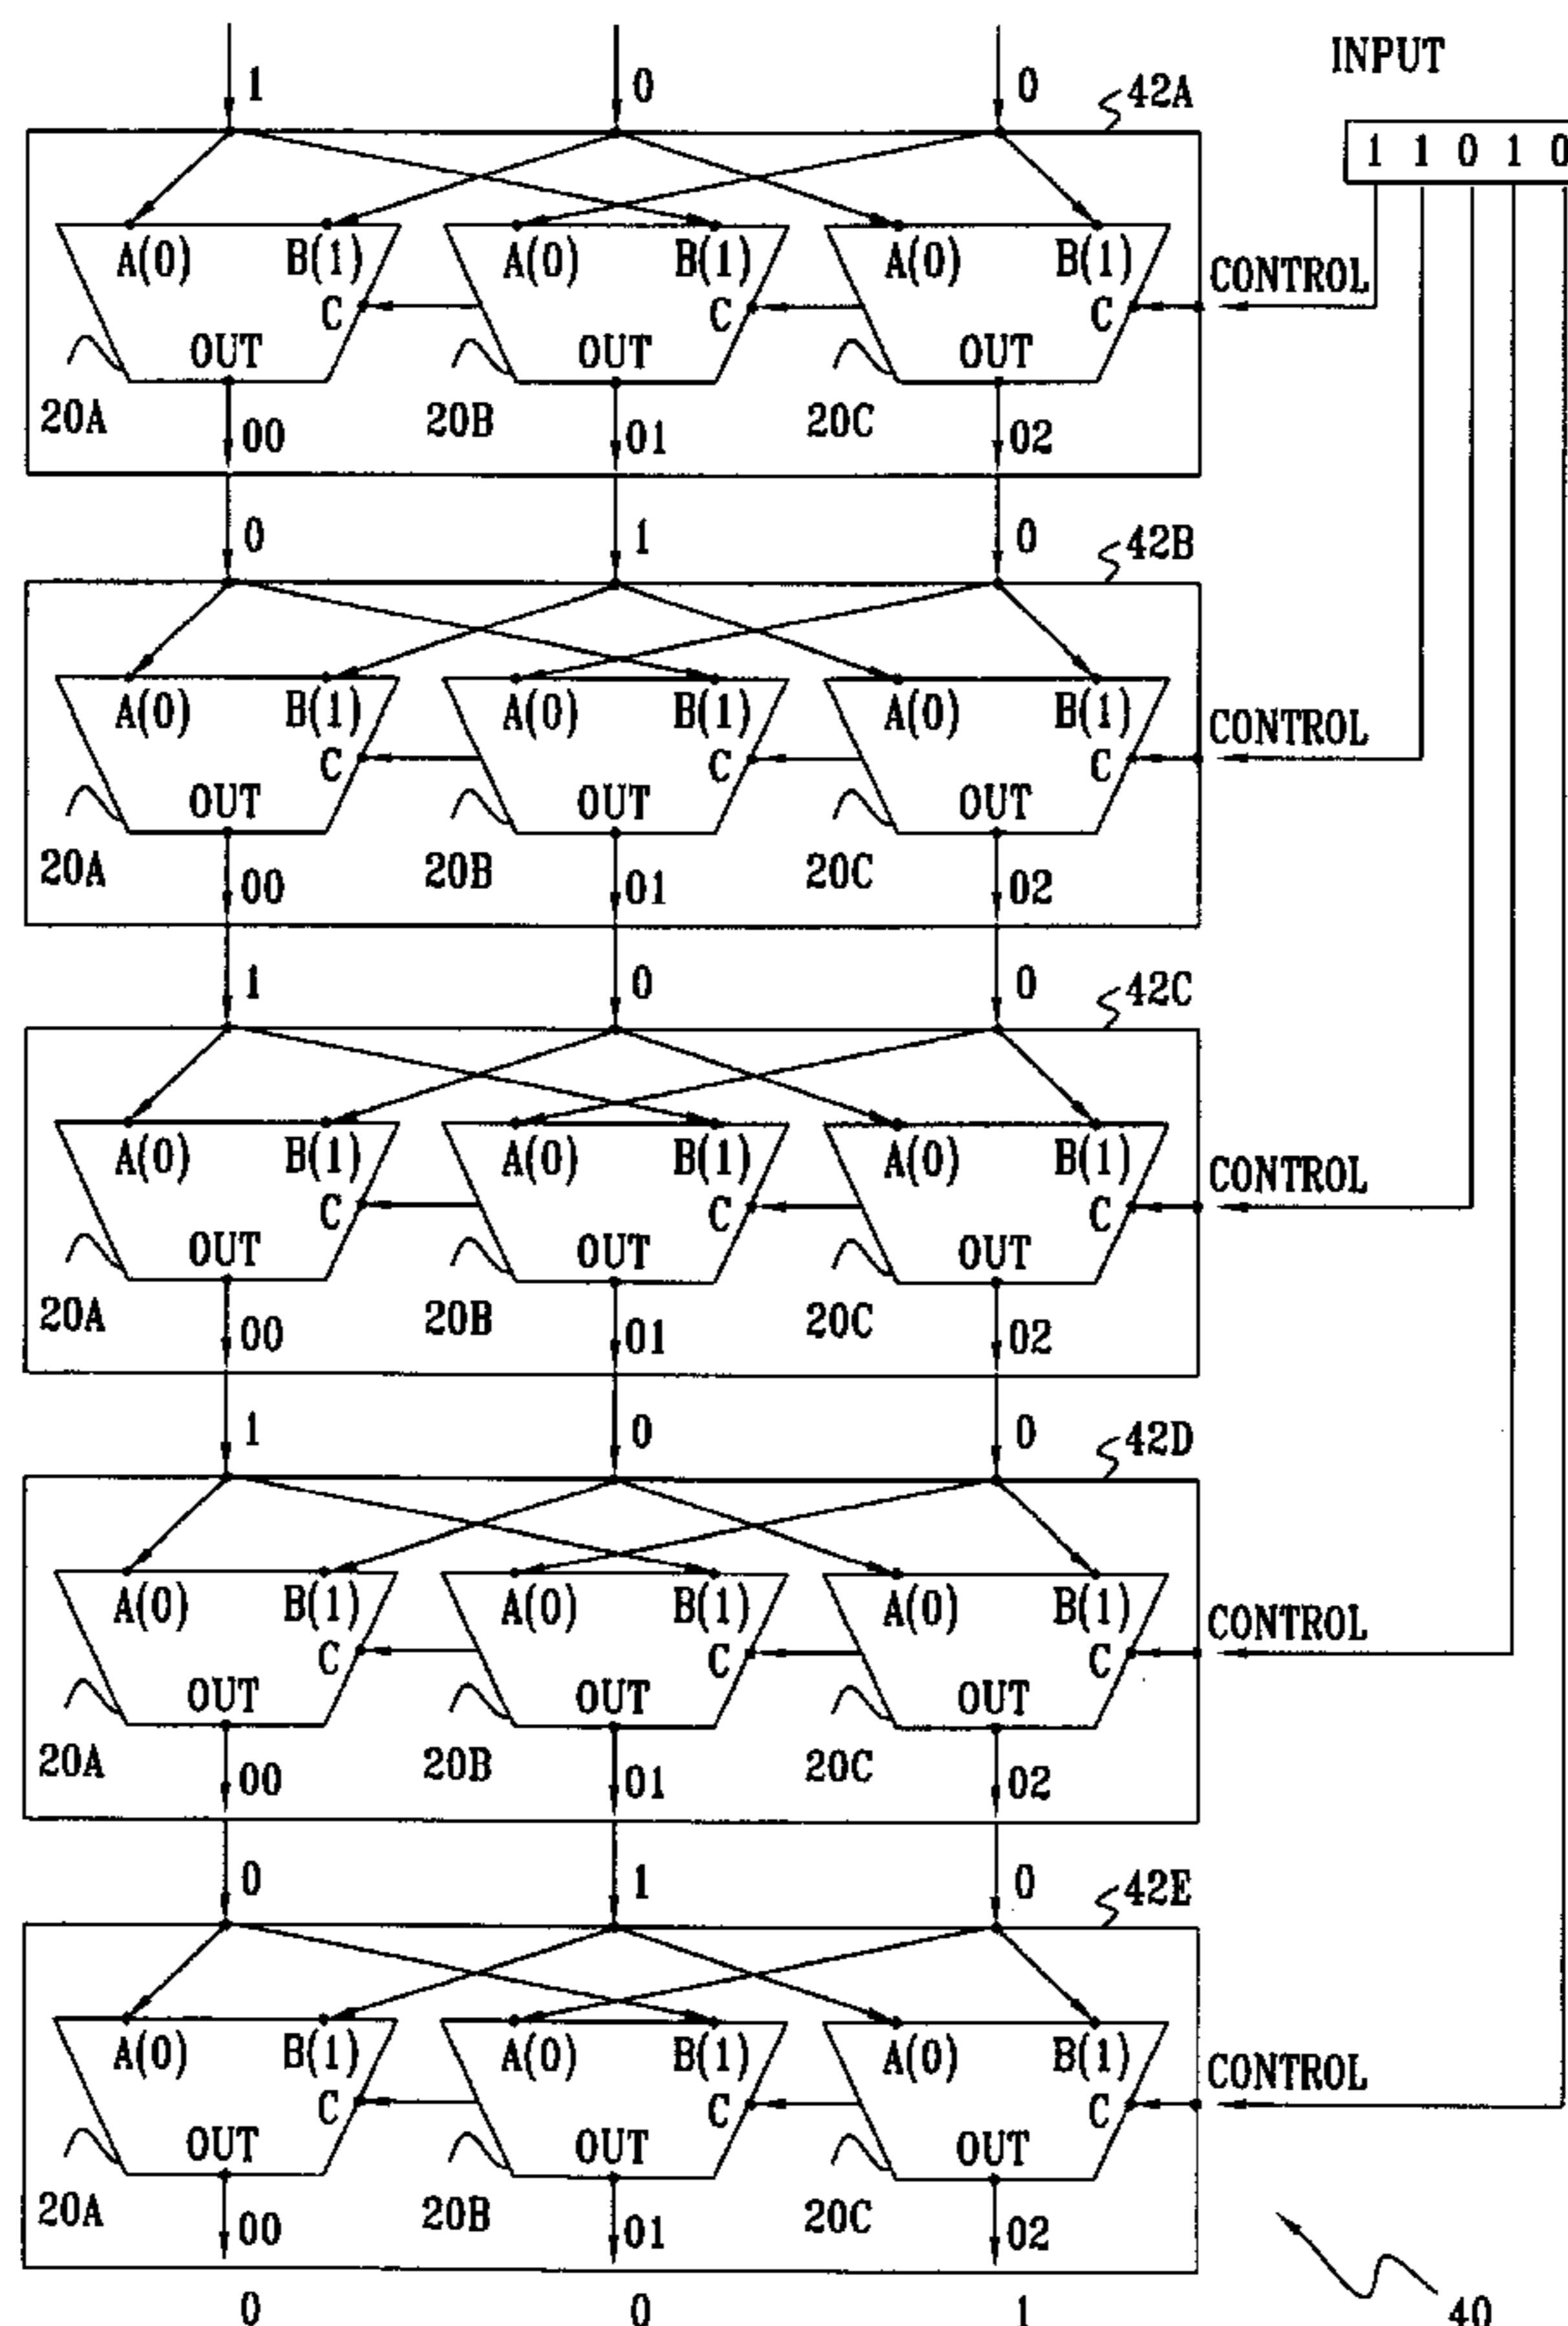 INPUT
1 0 0 42A
1 1 0 1 0
A(0) B(1) A(0) B(1) A(0) B(1) CONTROL
C C C
OUT OUT OUT
20A 00 20B 01 20C 02
0 1 0 42B
A(0) B(1) A(0) B(1) A(0) B(1) CONTROL
C C C
OUT OUT OUT
20A 00 20B 01 20C 02
1 0 0 42C
A(0) B(1) A(0) B(1) A(0) B(1) CONTROL
C C C
OUT OUT OUT
20A 00 20B 01 20C 02
1 0 0 42D
A(0) B(1) A(0) B(1) A(0) B(1) CONTROL
C C C
OUT OUT OUT
20A 00 20B 01 20C 02
0 1 0 42E
A(0) B(1) A(0) B(1) A(0) B(1) CONTROL
C C C
OUT OUT OUT
20A 00 20B 01 20C 02
0 0 1 40